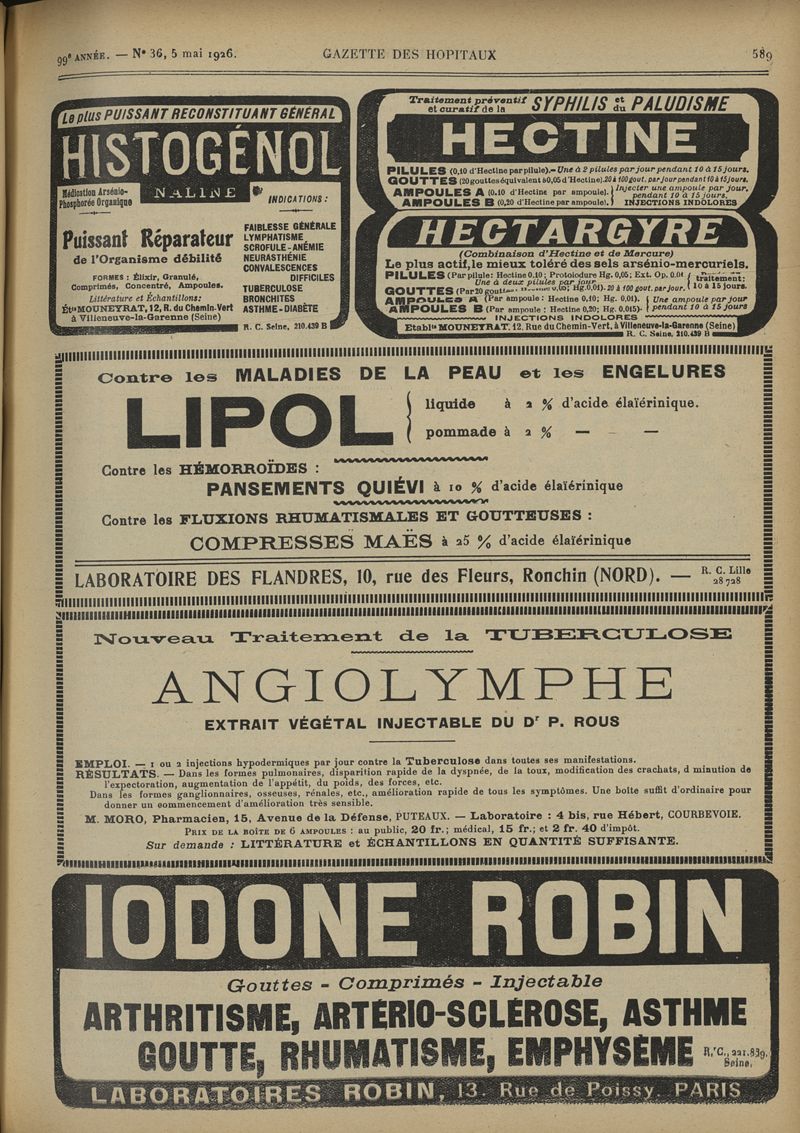 99e ANNÉE. — No 36, 5 mai 1926.
GAZETTE DES HOPITAUX
589
Le plus PUISSANT RECONSTITUANT GÉNÉRAL
HISTOGÉNOL
NALINE
Médication Arsénio-
Phosphorée Organique
Puissant Réparateur
de l'Organisme débilité
FORMES : Élixir, Granulé,
Comprimés, Concentré, Ampoules.
Littérature et Échantillons:
Éts MOUNEYRAT, 12, R. du Chemin-Vert
à Villeneuve-la-Garenne (Seine)
INDICATIONS :
FAIBLESSE GÉNÉRALE
LYMPHATISME
SCROFULE - ANÉMIE
NEURASTHÉNIE
CONVALESCENCES
DIFFICILES
TUBERCULOSE
BRONCHITES
ASTHME - DIABÈTE
R. C. Seine, 210.439 B
Traitement préventif et curatif de la SYPHILIS et du PALUDISME
HECTINE
PILULES (0,10 d'Hectine par pilule).— Une à 2 pilules par jour pendant 10 à 15 jours.
GOUTTES (20 gouttes équivalent à 0,05 d'Hectine). 20 à 100 gout. par jour pendant 10 à 15 jours.
AMPOULES A (0,10 d'Hectine par ampoule). } Injecter une ampoule par jour,
pendant 10 à 15 jours.
AMPOULES B (0,20 d'Hectine par ampoule). } INJECTIONS INDOLORES
HECTARGYRE
(Combinaison d'Hectine et de Mercure)
Le plus actif, le mieux toléré des sels arsénio-mercuriels.
PILULES (Par pilule: Hectine 0,10; Protoiodure Hg. 0,05; Ext. Op. 0,01
Une à deux pilules par jour
GOUTTES (Par 20 goutt 0,05; Hg. 0,01). 20 à 100 gout. par jour. } traitement:
10 à 15 jours.
AMPOULES A (Par ampoule : Hectine 0,10; Hg. 0,01). { Une ampoule par jour
AMPOULES B (Par ampoule : Hectine 0,20; Hg. 0,015). pendant 10 à 15 jours
INJECTIONS INDOLORES
Etablts MOUNEYRAT, 12, Rue du Chemin-Vert, à Villeneuve-la-Garenne (Seine)
R. C. Seine, 210.439 B
Contre les MALADIES DE LA PEAU et les ENGELURES
LIPOL { liquide à 2 % d'acide élaïérinique.
pommade à 2 % — — —
Contre les HÉMORROÏDES :
PANSEMENTS QUIÉVI à 10 % d'acide élaïérinique
Contre les FLUXIONS RHUMATISMALES ET GOUTTEUSES :
COMPRESSES MAËS à 25 % d'acide élaïérinique
LABORATOIRE DES FLANDRES, 10, rue des Fleurs, Ronchin (NORD). — R. C. Lille
28728
Nouveau Traitement de la TUBERCULOSE
ANGIOLYMPHE
EXTRAIT VÉGÉTAL INJECTABLE DU Dr P. ROUS
EMPLOI. — 1 ou 2 injections hypodermiques par jour contre la Tuberculose dans toutes ses manifestations.
RÉSULTATS. — Dans les formes pulmonaires, disparition rapide de la dyspnée, de la toux, modification des crachats, d minution de
l'expectoration, augmentation de l'appétit, du poids, des forces, etc.
Dans les formes ganglionnaires, osseuses, rénales, etc., amélioration rapide de tous les symptômes. Une boîte suffit d'ordinaire pour
donner un commencement d'amélioration très sensible.
M. MORO, Pharmacien, 15, Avenue de la Défense, PUTEAUX. — Laboratoire : 4 bis, rue Hébert, COURBEVOIE.
PRIX DE LA BOÎTE DE 6 AMPOULES : au public, 20 fr.; médical, 15 fr.; et 2 fr. 40 d'impôt.
Sur demande : LITTÉRATURE et ÉCHANTILLONS EN QUANTITÉ SUFFISANTE.
IODONE ROBIN
Gouttes - Comprimés - Injectable
ARTHRITISME, ARTÉRIO-SCLÉROSE, ASTHME
GOUTTE, RHUMATISME, EMPHYSÈME R. C., 221.839.
Seine.
LABORATOIRES ROBIN, 13, Rue de Poissy. PARIS